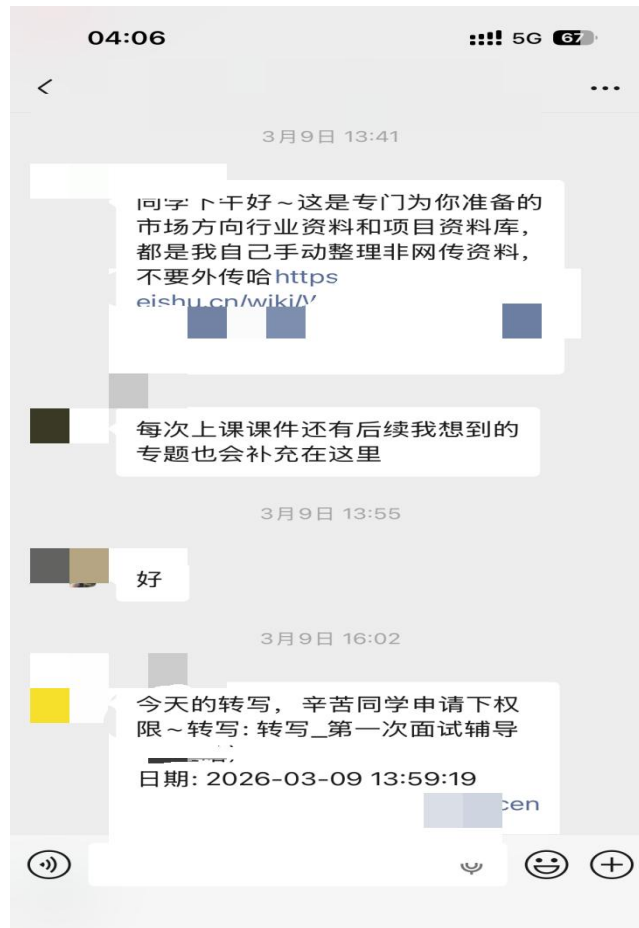 04:06
5G 67
3月9日 13:41
同学下午好～这是专门为你准备的
市场方向行业资料和项目资料库，
都是我自己手动整理非网传资料，
不要外传哈https
eishu.cn/wiki/V
每次上课课件还有后续我想到的
专题也会补充在这里
3月9日 13:55
好
3月9日 16:02
今天的转写，辛苦同学申请下权
限～转写：转写_第一次面试辅导
日期：2026-03-09 13:59:19
cen